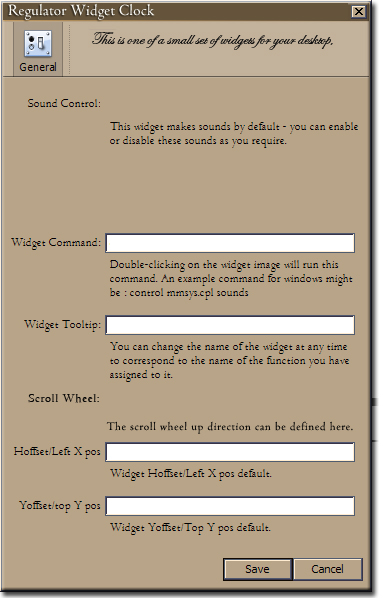 Regulator Widget Clock
This is one of a small set of widgets for your desktop,
General
Sound Control:
This widget makes sounds by default - you can enable
or disable these sounds as you require.
Widget Command:
Double-clicking on the widget image will run this
command. An example command for windows might
be : control mmsys.cpl sounds
Widget Tooltip:
You can change the name of the widget at any time
to correspond to the name of the function you have
assigned to it.
Scroll Wheel:
The scroll wheel up direction can be defined here.
Hoffset/Left X pos
Widget Hoffset/Left X pos default.
Yoffset/top Y pos
Widget Yoffset/Top Y pos default.
Save Cancel